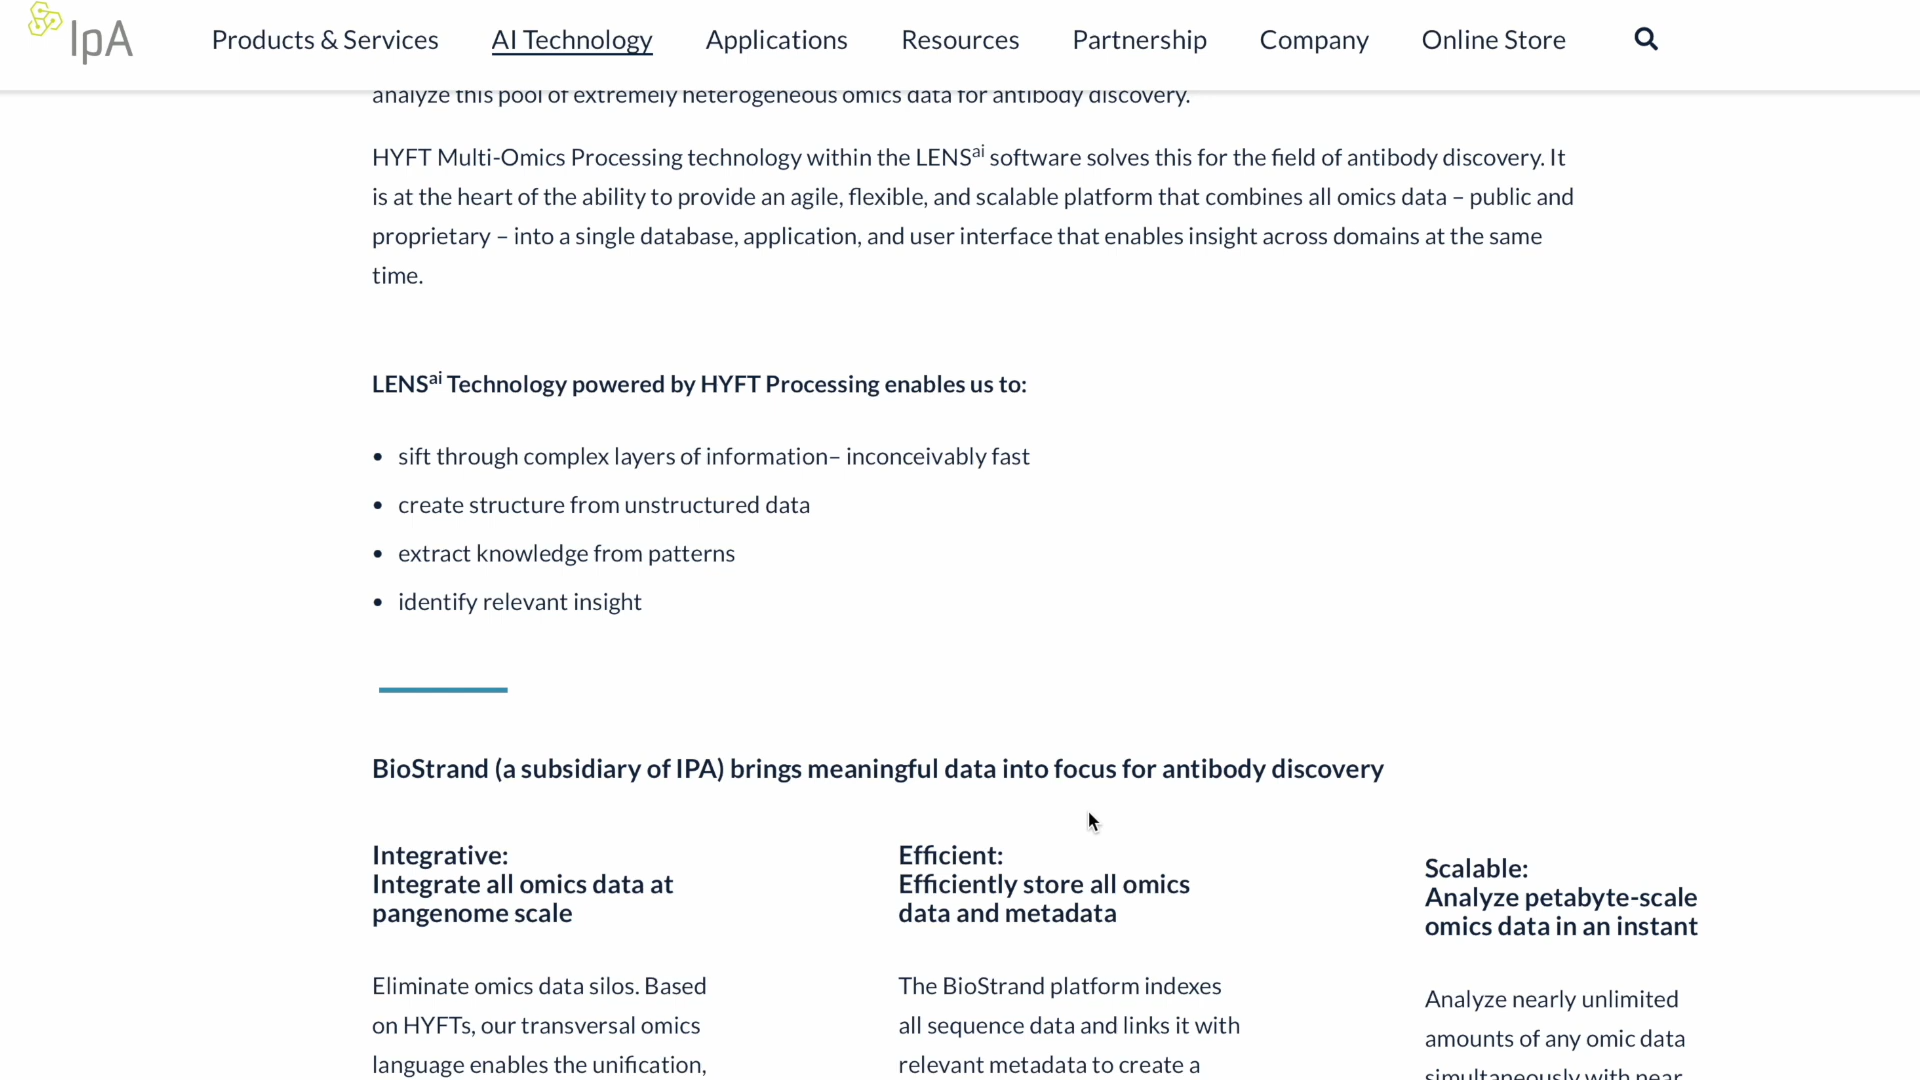 IpA
Products & Services
AI Technology
Applications
Resources
Partnership
Company
Online Store
analyze this pool of extremely heterogeneous omics data for antibody discovery.
HYFT Multi-Omics Processing technology within the LENSai software solves this for the field of antibody discovery. It
is at the heart of the ability to provide an agile, flexible, and scalable platform that combines all omics data – public and
proprietary – into a single database, application, and user interface that enables insight across domains at the same
time.
LENSai Technology powered by HYFT Processing enables us to:
• sift through complex layers of information– inconceivably fast
• create structure from unstructured data
• extract knowledge from patterns
• identify relevant insight
BioStrand (a subsidiary of IPA) brings meaningful data into focus for antibody discovery
Integrative:
Integrate all omics data at
pangenome scale
Eliminate omics data silos. Based
on HYFTs, our transversal omics
language enables the unification,
Efficient:
Efficiently store all omics
data and metadata
The BioStrand platform indexes
all sequence data and links it with
relevant metadata to create a
Scalable:
Analyze petabyte-scale
omics data in an instant
Analyze nearly unlimited
amounts of any omic data
simultaneously with near